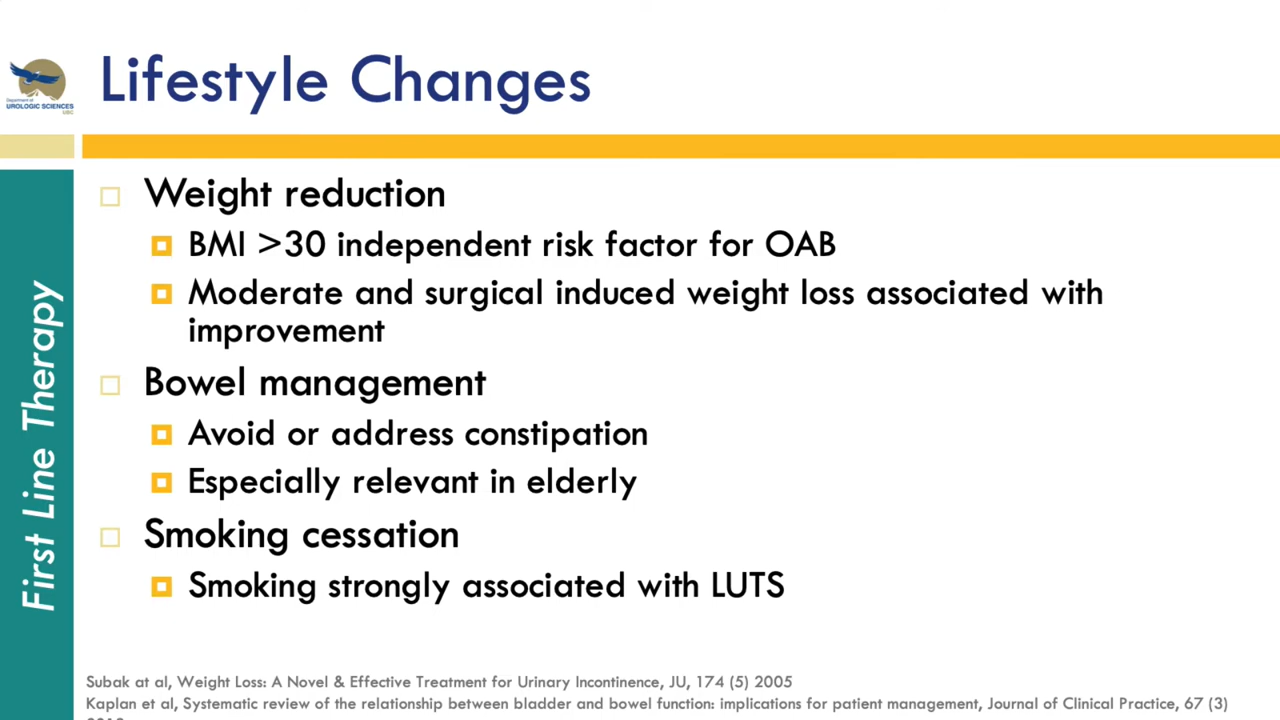 Lifestyle Changes
Department of
UROLOGIC SCIENCES
UBC
First Line Therapy
Weight reduction
BMI >30 independent risk factor for OAB
Moderate and surgical induced weight loss associated with
improvement
Bowel management
Avoid or address constipation
Especially relevant in elderly
Smoking cessation
Smoking strongly associated with LUTS
Subak at al, Weight Loss: A Novel & Effective Treatment for Urinary Incontinence, JU, 174 (5) 2005
Kaplan et al, Systematic review of the relationship between bladder and bowel function: implications for patient management, Journal of Clinical Practice, 67 (3)